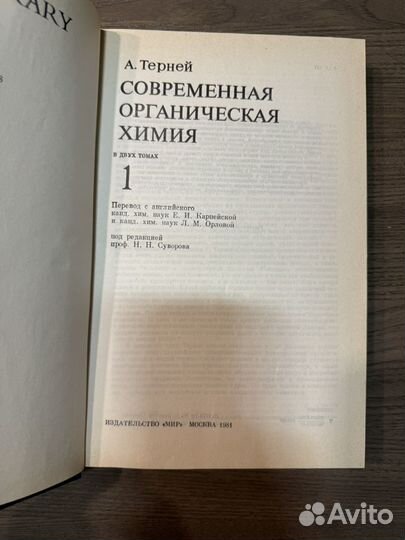 RARY
s
А. Терней
СОВРЕМЕННАЯ
ОРГАНИЧЕСКАЯ
ХИМИЯ
В ДВУХ ТОМАХ
1
Перевод с английского
канд. хим. наук Е. И. Карпейской
и канд. хим. наук Л. М. Орловой
под редакцией
проф. Н. Н. Суворова
ИЗДАТЕЛЬСТВО «МИР» МОСКВА 1981
Avito